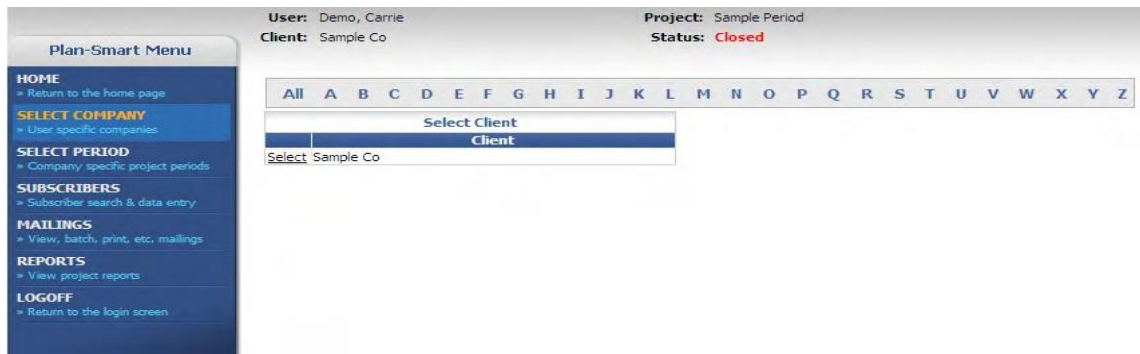 User: Demo, Carrie Project: Sample Period
Client: Sample Co Status: Closed
Plan-Smart Menu
HOME
» Return to the home page
SELECT COMPANY
» User specific companies
SELECT PERIOD
» Company specific project periods
SUBSCRIBERS
» Subscriber search & data entry
MAILINGS
» View, batch, print, etc. mailings
REPORTS
» View project reports
LOGOFF
» Return to the login screen
All A B C D E F G H I J K L M N O P Q R S T U V W X Y Z
Select Client
Client
Select Sample Co